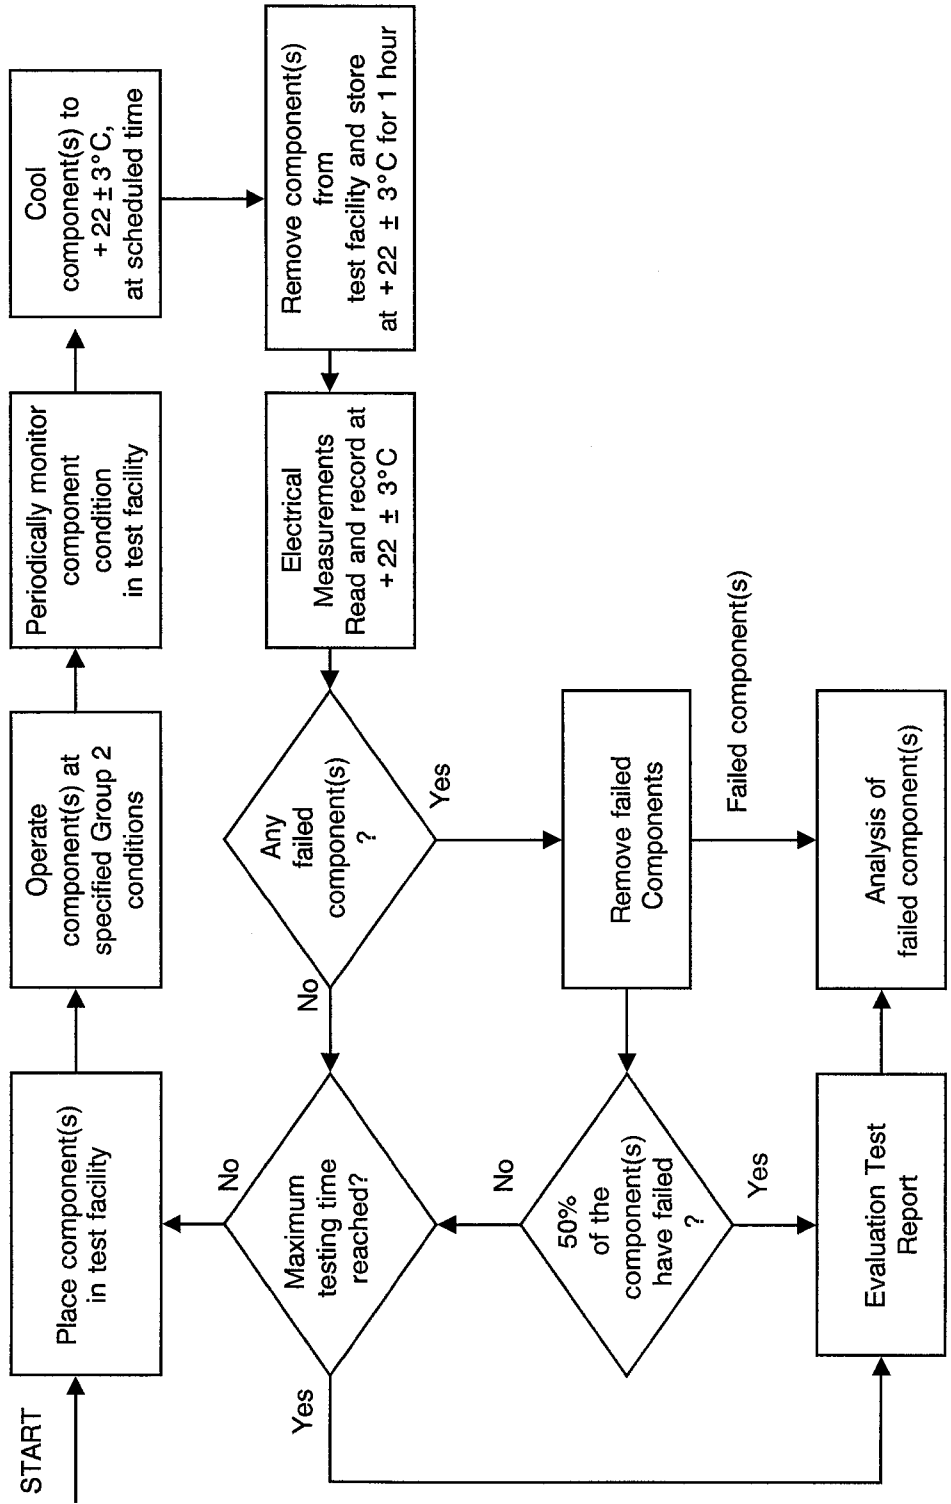 START
Place component(s)
in test facility
Operate
component(s) at
specified Group 2
conditions
Periodically monitor
component
condition
in test facility
Cool
component(s) to
+22 ± 3°C,
at scheduled time
Remove component(s)
from
test facility and store
at +22 ± 3°C for 1 hour
Electrical
Measurements
Read and record at
+22 ± 3°C
Any
failed
component(s)
?
No
Yes
Maximum
testing time
reached?
No
Yes
Remove failed
Components
Failed component(s)
50%
of the
component(s)
have failed
?
No
Yes
Evaluation Test
Report
Analysis of
failed component(s)